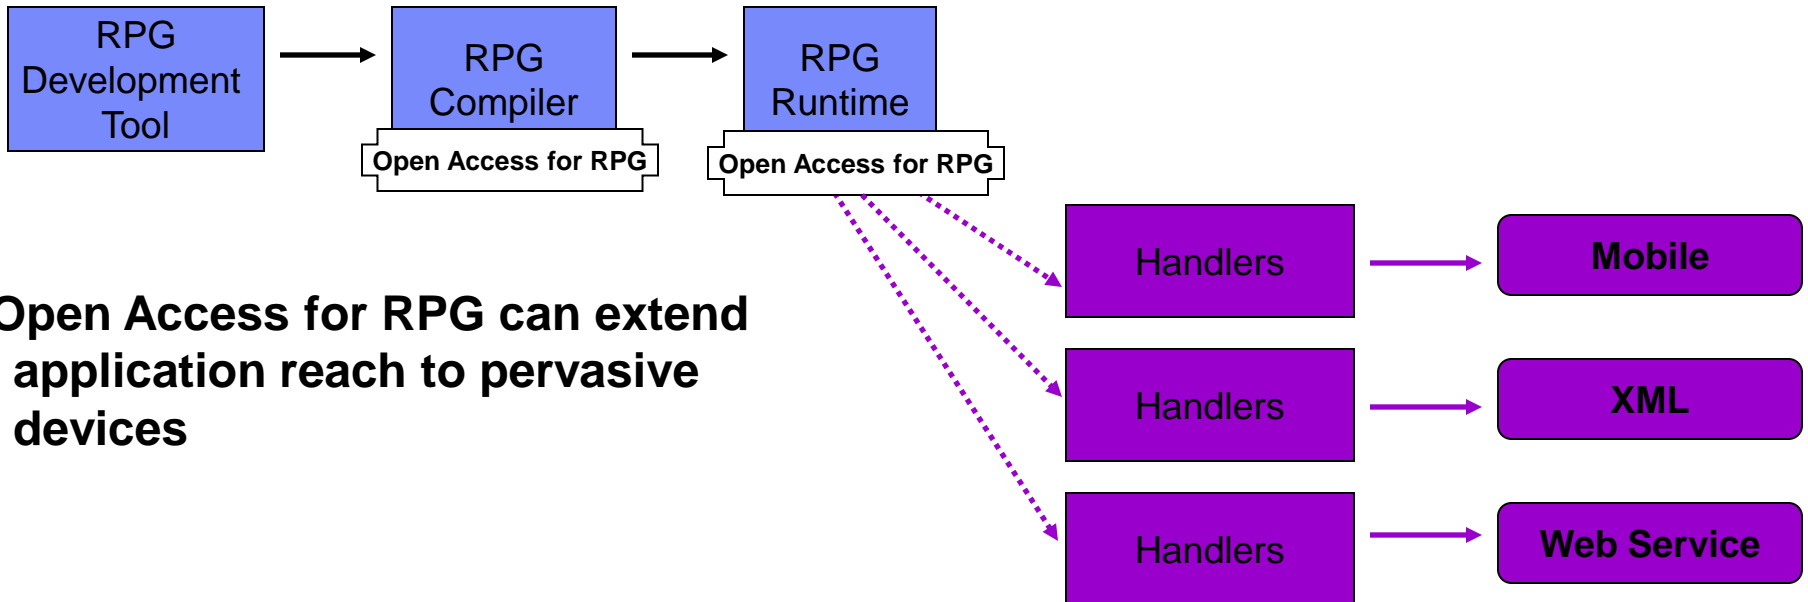 RPG
Development
Tool
RPG
Compiler
RPG
Runtime
Open Access for RPG
Open Access for RPG
Handlers
Mobile
Open Access for RPG can extend
application reach to pervasive
devices
Handlers
XML
Handlers
Web Service